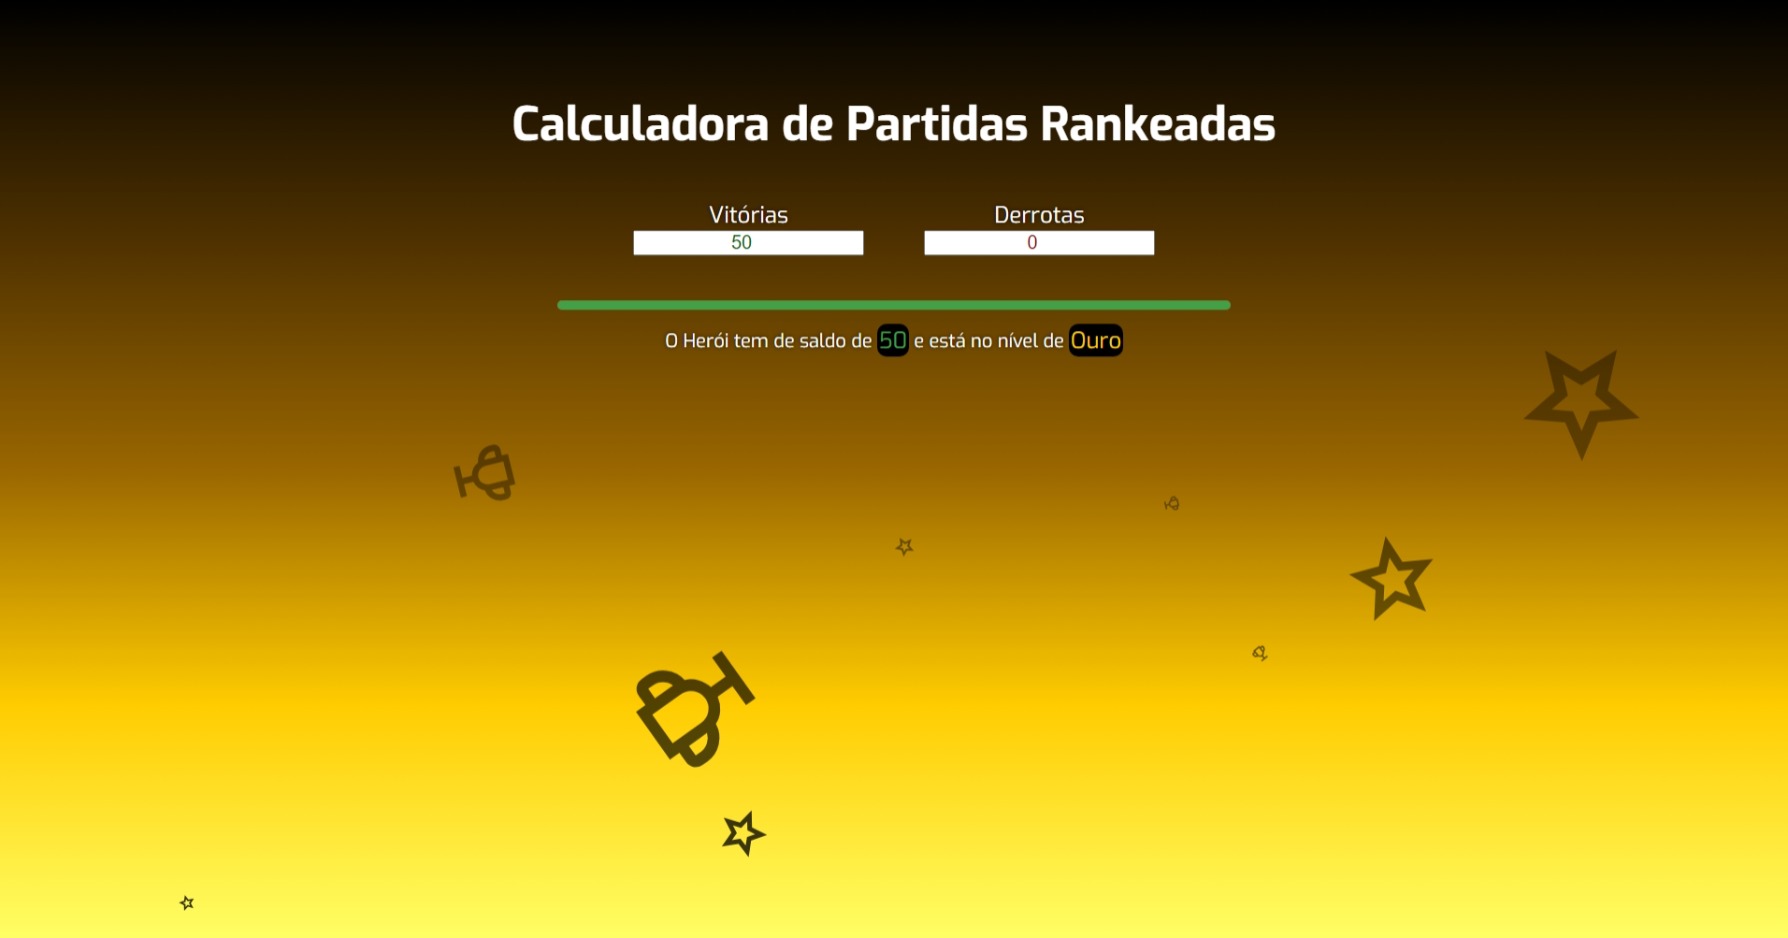 Calculadora de Partidas Rankeadas
Vitórias
Derrotas
50
0
O Herói tem de saldo de 50 e está no nível de Ouro